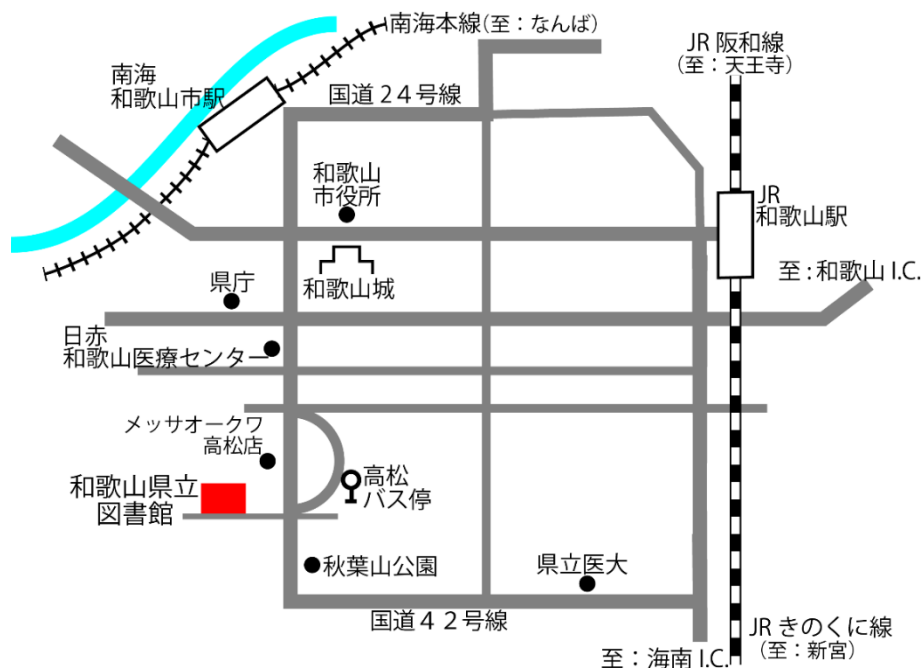 南海本線（至：なんば）
JR 阪和線
（至：天王寺）
南海
和歌山市駅
国道２４号線
和歌山
市役所
JR
和歌山駅
和歌山城
県庁
至：和歌山 I.C.
日赤
和歌山医療センター
メッサオークワ
高松店
高松
バス停
和歌山県立
図書館
秋葉山公園
県立医大
国道４２号線
JR きのくに線
（至：新宮）
至：海南 I.C.